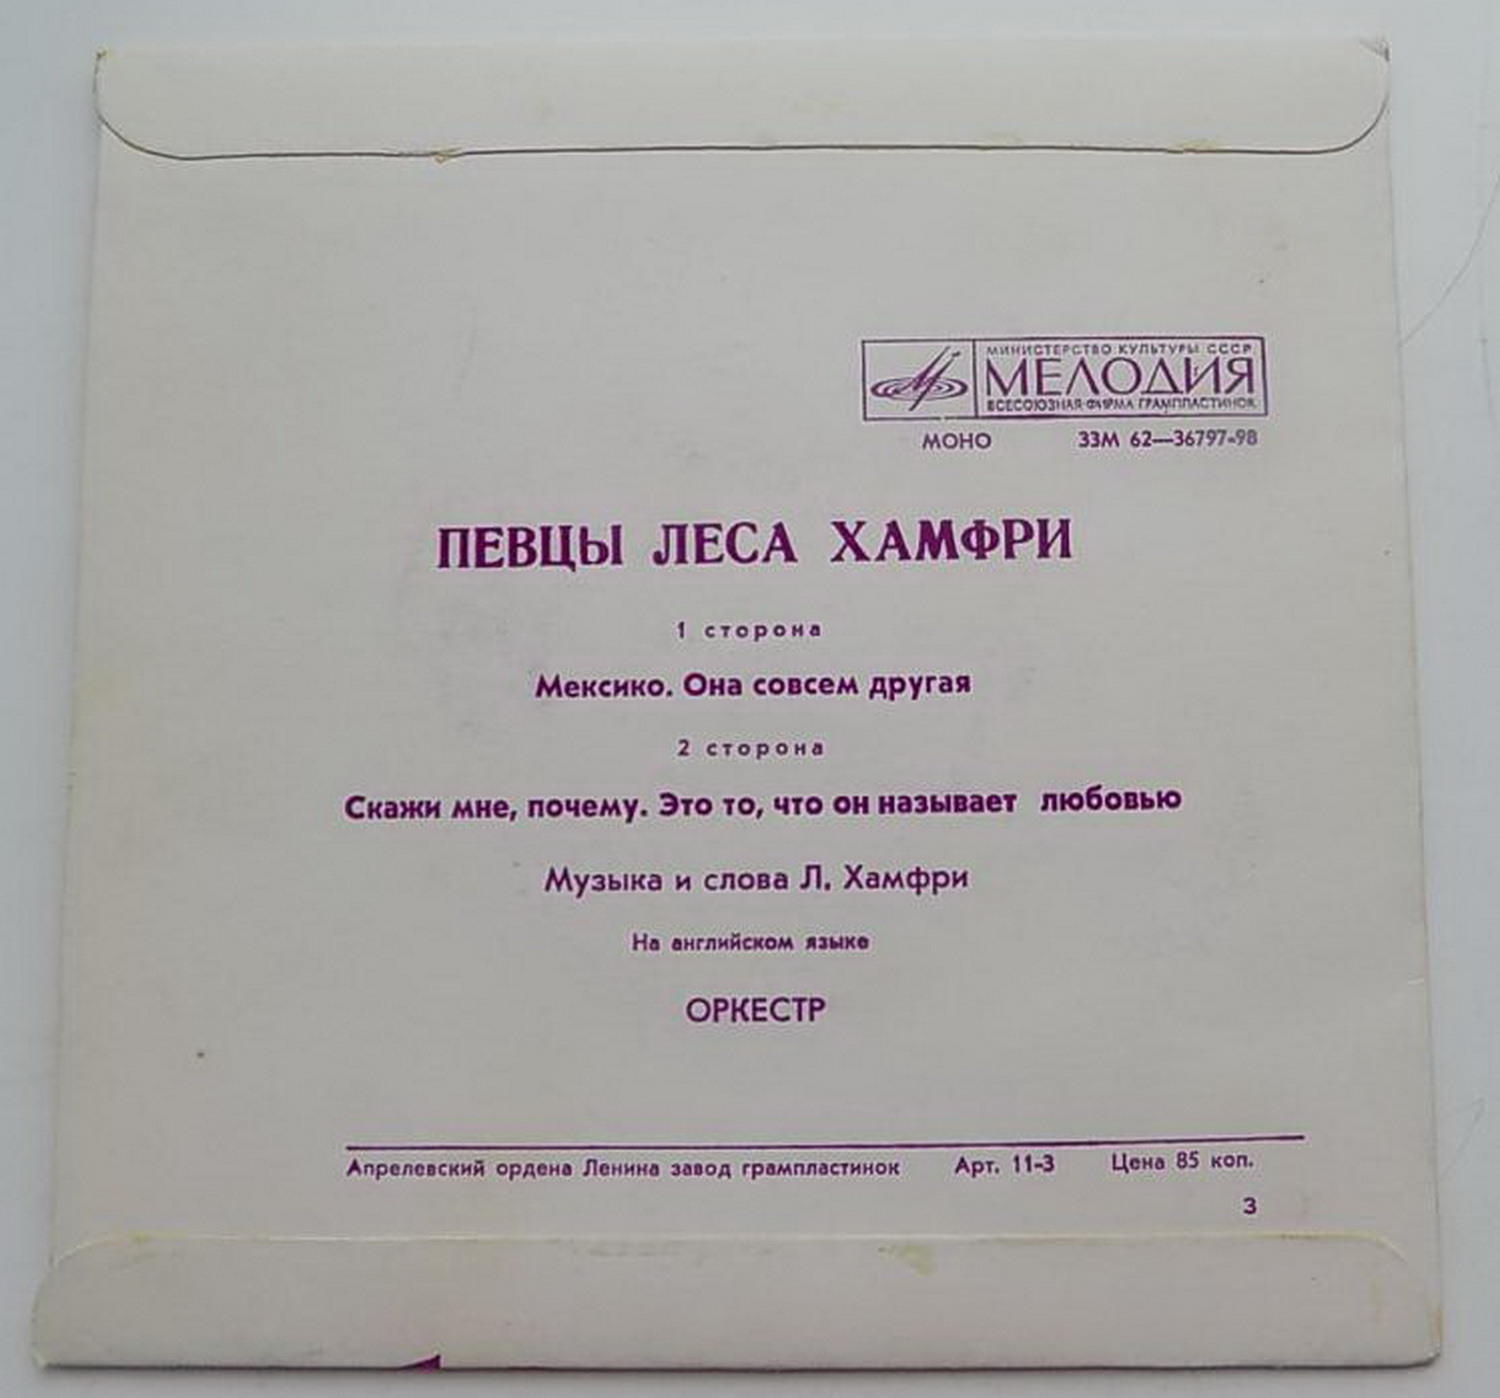 МИНИСТЕРСТВО КУЛЬТУРЫ СССР
МЕЛОДИЯ
ВСЕСОЮЗНАЯ ФИРМА ГРАМПЛАСТИНОК
МОНО 33М 62—36797-98
ПЕВЦЫ ЛЕСА ХАМФРИ
1 сторона
Мексико. Она совсем другая
2 сторона
Скажи мне, почему. Это то, что он называет любовью
Музыка и слова Л. Хамфри
На английском языке
ОРКЕСТР
Апрелевский ордена Ленина завод грампластинок Арт. 11-3 Цена 85 коп.
3